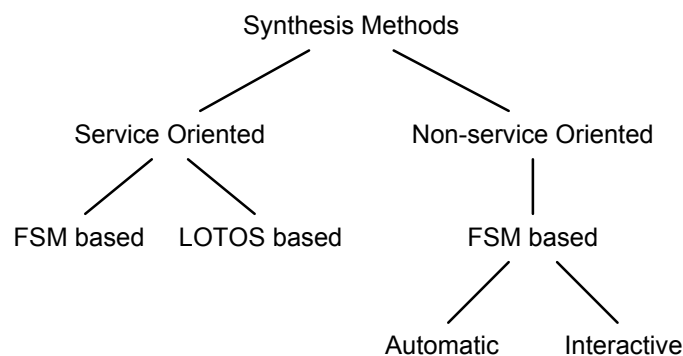 Synthesis Methods
Service Oriented
Non-service Oriented
FSM based
LOTOS based
FSM based
Automatic
Interactive